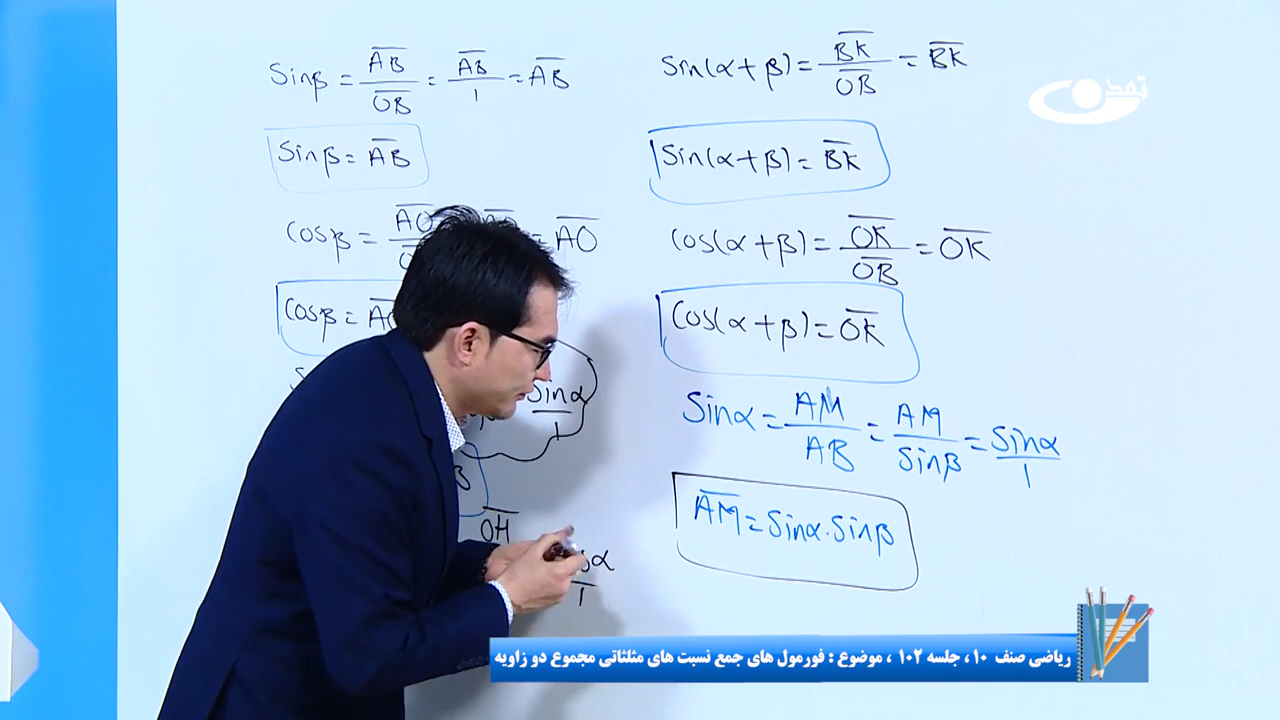 تمدن
Sinβ = AB̅/OB̅ = AB̅/1 = AB̅
Sinβ = AB̅
Cosβ = AO̅
= AO̅
Cosβ =
Sinα/1
OH̅
α/1
Sin(α+β) = BK̅/OB̅ = BK̅
Sin(α+β) = BK̅
Cos(α+β) = OK̅/OB̅ = OK̅
Cos(α+β) = OK̅
Sinα = AM/AB = AM/Sinβ = Sinα/1
AM̅ = Sinα.Sinβ
ریاضی صنف ۱۰، جلسه ۱۰۲ ، موضوع : فورمول های جمع نسبت های مثلثاتی مجموع دو زاویه